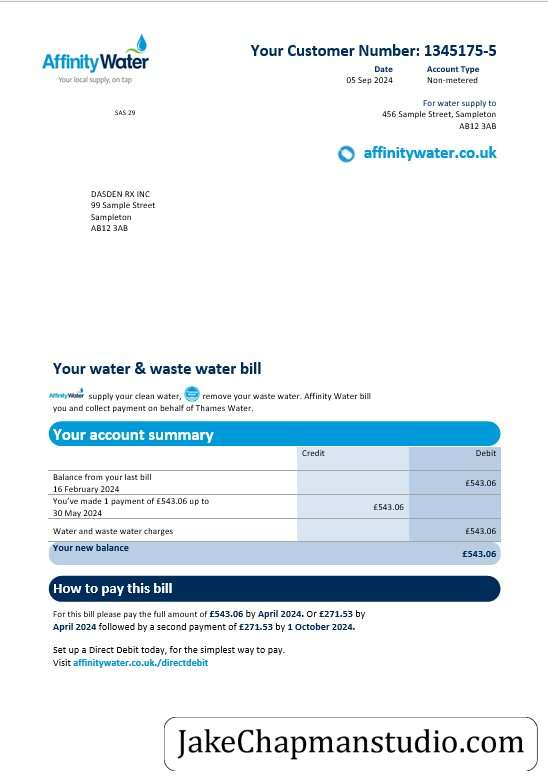 AffinityWater
Your local supply, on tap
Your Customer Number: 1345175-5
Date Account Type
05 Sep 2024 Non-metered
SAS 29
For water supply to
456 Sample Street, Sampleton
AB12 3AB
affinitywater.co.uk
DASDEN RX INC
99 Sample Street
Sampleton
AB12 3AB
Your water & waste water bill
AffinityWater supply your clean water, remove your waste water. Affinity Water bill
you and collect payment on behalf of Thames Water.
Your account summary
Credit Debit
Balance from your last bill
16 February 2024 £543.06
You’ve made 1 payment of £543.06 up to
30 May 2024 £543.06
Water and waste water charges £543.06
Your new balance £543.06
How to pay this bill
For this bill please pay the full amount of £543.06 by April 2024. Or £271.53 by
April 2024 followed by a second payment of £271.53 by 1 October 2024.
Set up a Direct Debit today, for the simplest way to pay.
Visit affinitywater.co.uk./directdebit
JakeChapmanstudio.com